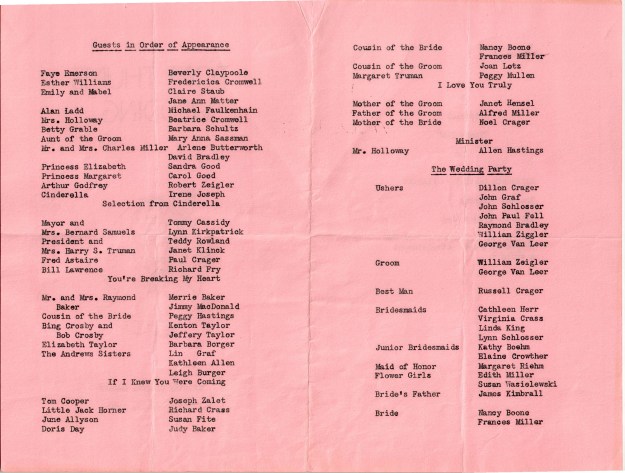 Guests in Order of Appearance
Faye Emerson Beverly Claypoole
Esther Williams Fredericica Cromwell
Emily and Mabel Claire Staub
Jane Ann Matter
Alan Ladd Michael Faulkenhain
Mrs. Holloway Beatrice Cromwell
Betty Grable Barbara Schultz
Aunt of the Groom Mary Anna Sassman
Mr. and Mrs. Charles Miller Arlene Butterworth
David Bradley
Princess Elizabeth Sandra Good
Princess Margaret Carol Good
Arthur Godfrey Robert Zeigler
Cinderella Irene Joseph
Selection from Cinderella
Mayor and Tommy Cassidy
Mrs. Bernard Samuels Lynn Kirkpatrick
President and Teddy Rowland
Mrs. Harry S. Truman Janet Klinek
Fred Astaire Paul Crager
Bill Lawrence Richard Fry
You're Breaking My Heart
Mr. and Mrs. Raymond Merrie Baker
Baker Jimmy MacDonald
Cousin of the Bride Peggy Hastings
Bing Crosby and Kenton Taylor
Bob Crosby Jeffery Taylor
Elizabeth Taylor Barbara Borger
The Andrews Sisters Lin Graf
Kathleen Allen
Leigh Burger
If I Knew You Were Coming
Tom Cooper Joseph Zalot
Little Jack Horner Richard Crass
June Allyson Susan Fite
Doris Day Judy Baker
Cousin of the Bride Nancy Boone
Frances Miller
Cousin of the Groom Joan Lotz
Margaret Truman Peggy Mullen
I Love You Truly
Mother of the Groom Janet Hensel
Father of the Groom Alfred Miller
Mother of the Bride Noel Crager
Minister
Mr. Holloway Allen Hastings
The Wedding Party
Ushers Dillon Crager
John Graf
John Schlosser
John Paul Fell
Raymond Bradley
William Ziggler
George Van Leer
Groom William Zeigler
George Van Leer
Best Man Russell Crager
Bridesmaids Cathleen Herr
Virginia Crass
Linda King
Lynn Schlosser
Junior Bridesmaids Kathy Boehm
Elaine Crowther
Maid of Honor Margaret Riehm
Flower Girls Edith Miller
Susan Wasielewski
Bride's Father James Kimbrall
Bride Nancy Boone
Frances Miller